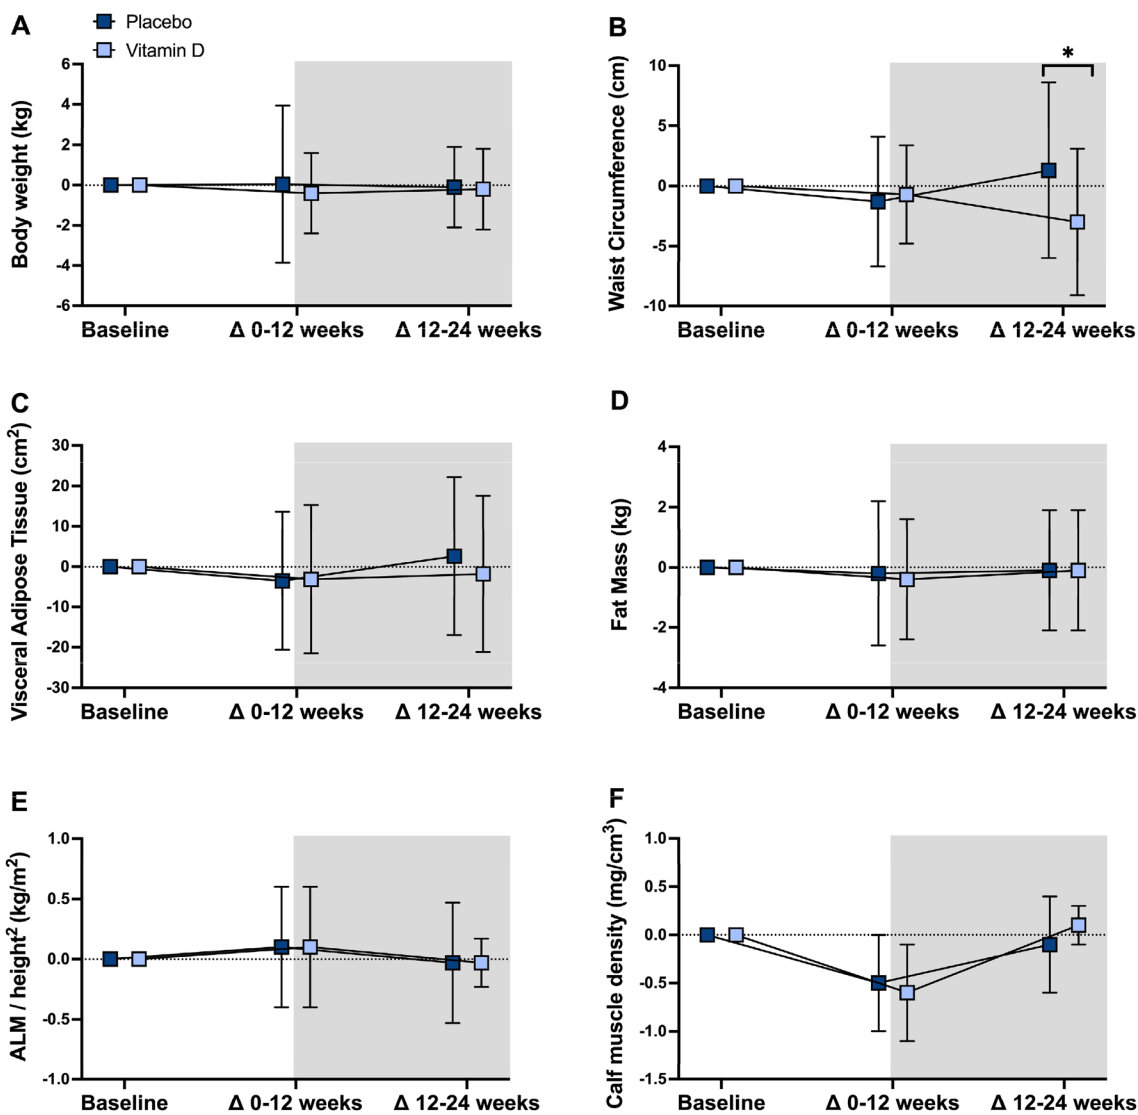 A
Placebo
Vitamin D
Body weight (kg)
6
4
2
0
-2
-4
-6
Baseline
Δ 0-12 weeks
Δ 12-24 weeks
B
Waist Circumference (cm)
10
5
0
-5
-10
*
Baseline
Δ 0-12 weeks
Δ 12-24 weeks
C
Visceral Adipose Tissue (cm²)
30
20
10
0
-10
-20
-30
Baseline
Δ 0-12 weeks
Δ 12-24 weeks
D
Fat Mass (kg)
4
2
0
-2
-4
Baseline
Δ 0-12 weeks
Δ 12-24 weeks
E
ALM / height² (kg/m²)
1.0
0.5
0.0
-0.5
-1.0
Baseline
Δ 0-12 weeks
Δ 12-24 weeks
F
Calf muscle density (mg/cm³)
1.0
0.5
0.0
-0.5
-1.0
-1.5
Baseline
Δ 0-12 weeks
Δ 12-24 weeks